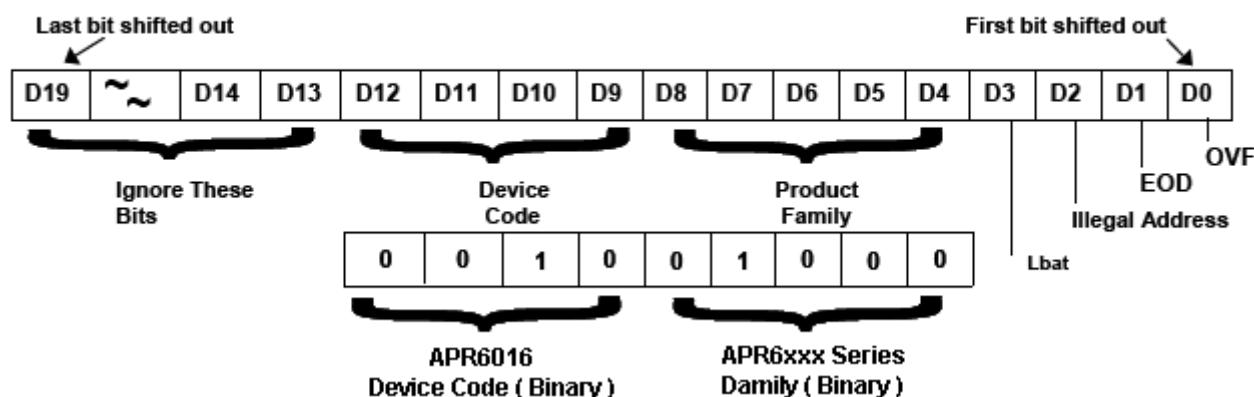 Last bit shifted out
First bit shifted out
D19 ~~ D14 D13 D12 D11 D10 D9 D8 D7 D6 D5 D4 D3 D2 D1 D0
OVF
EOD
Ignore These
Bits
Device
Code
Product
Family
Illegal Address
Lbat
0 0 1 0 0 1 0 0 0
APR6016
Device Code ( Binary )
APR6xxx Series
Damily ( Binary )